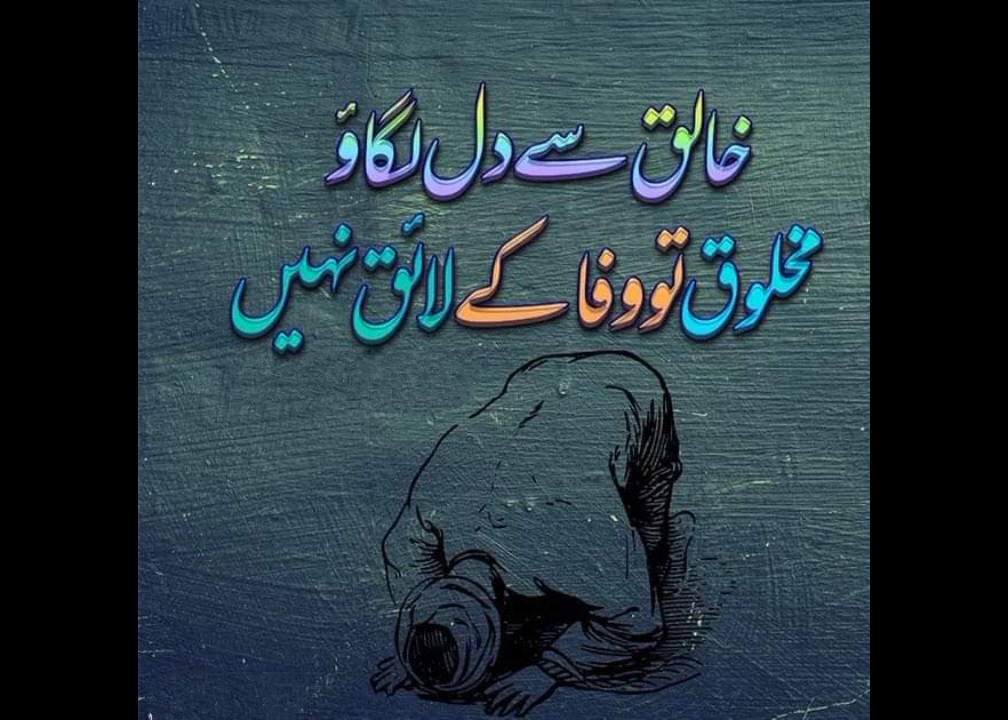 خالق سے دل لگاؤ
مخلوق تو وفا کے لائق نہیں